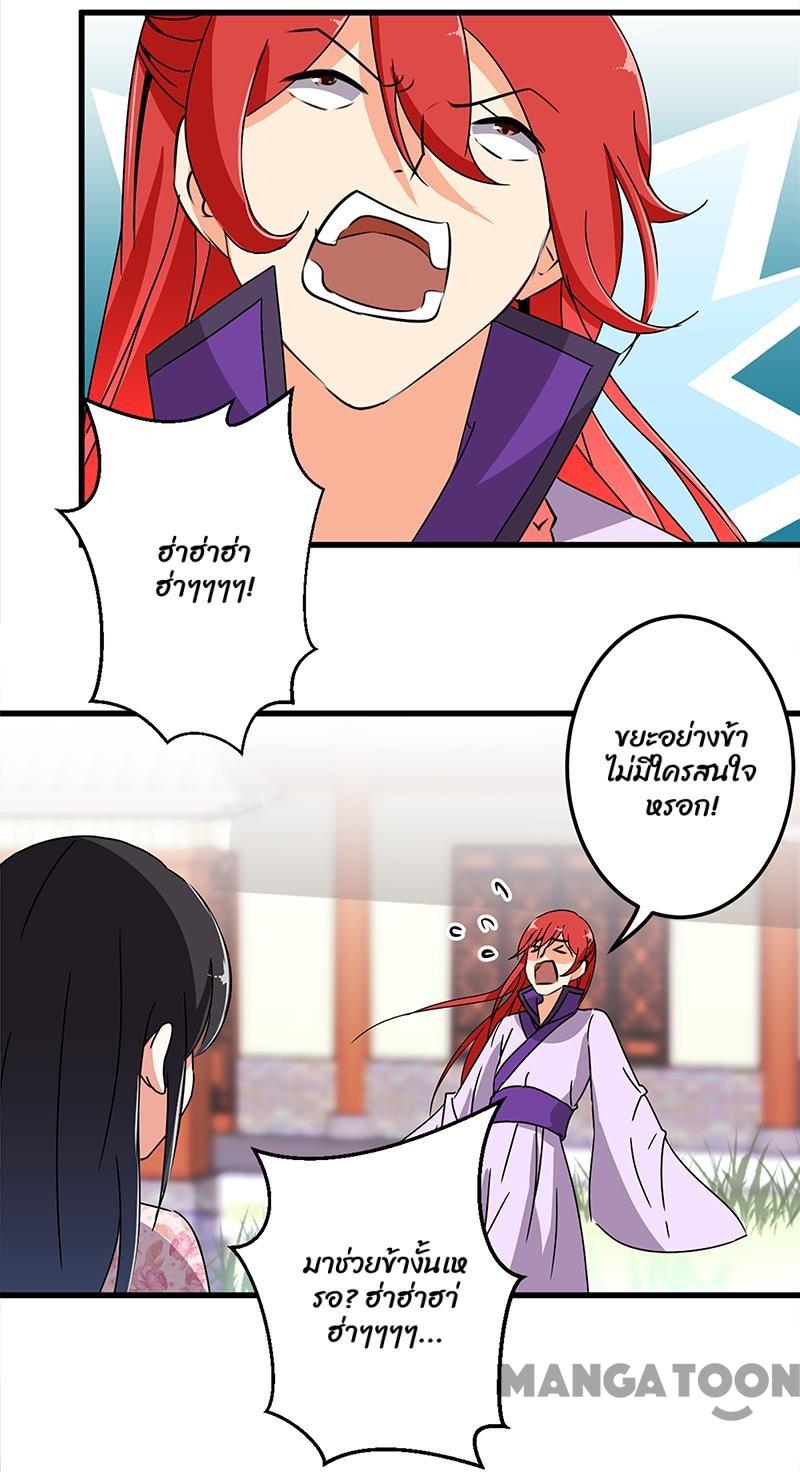 ฮ่าฮ่าฮ่า
ฮ่าๆๆๆๆ!
ขยะอย่างข้า
ไม่มีใครสนใจ
หรอก!
มาช่วยข้างั้นเห
รอ? ฮ่าฮ่าฮา่
ฮ่าๆๆๆๆ...
MANGATOON